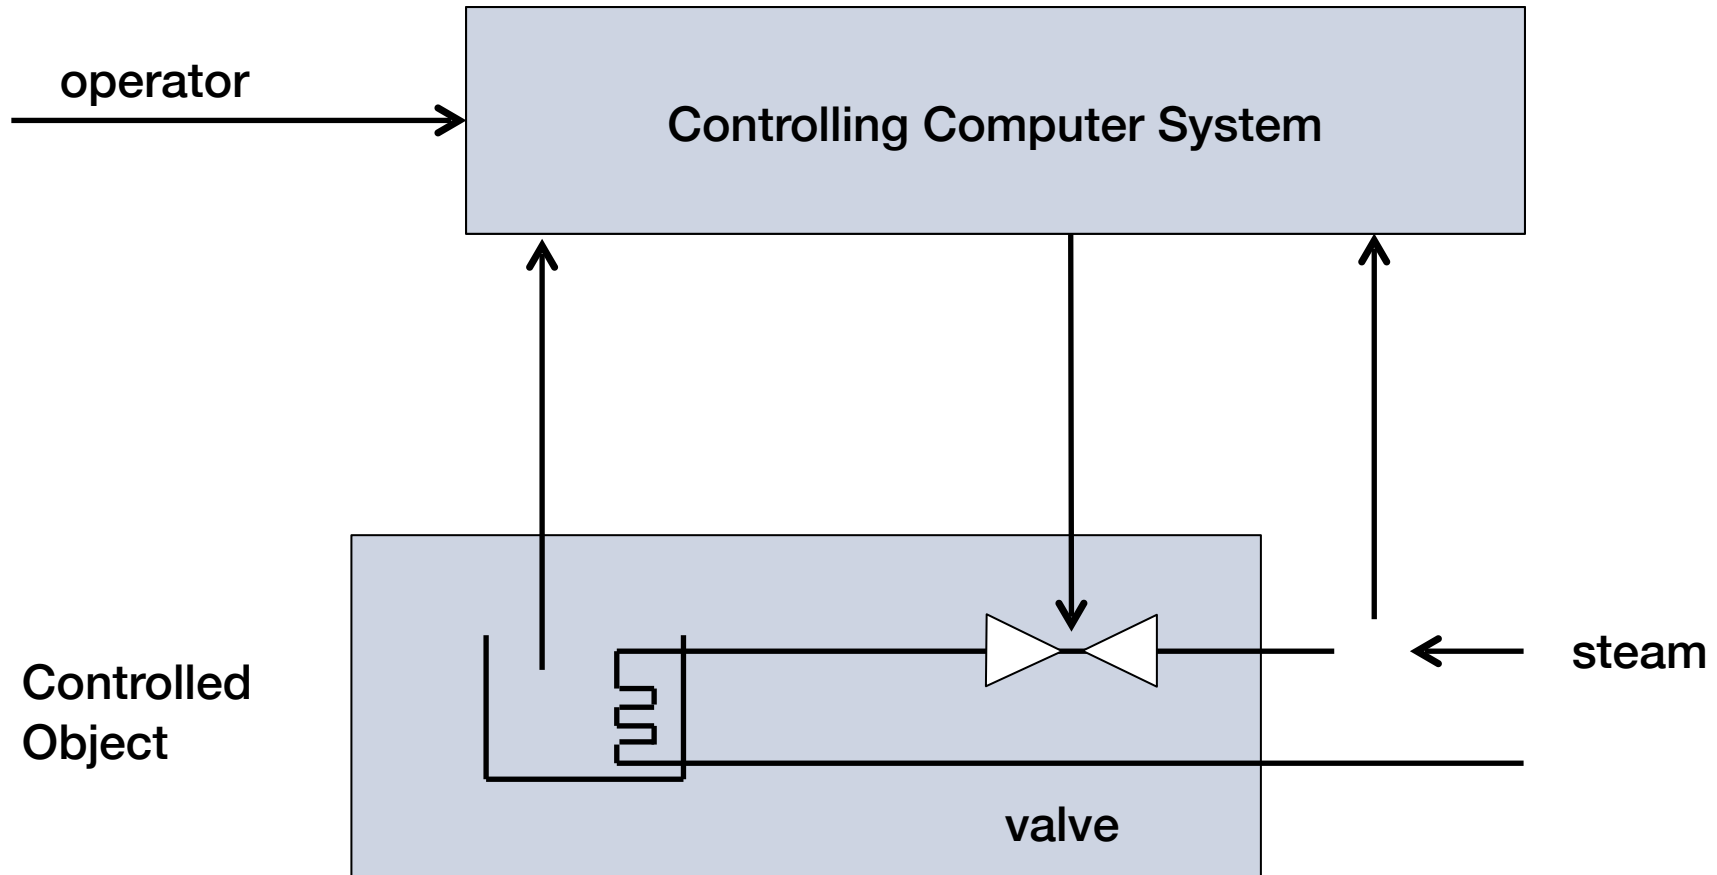 operator
Controlling Computer System
steam
Controlled
Object
valve